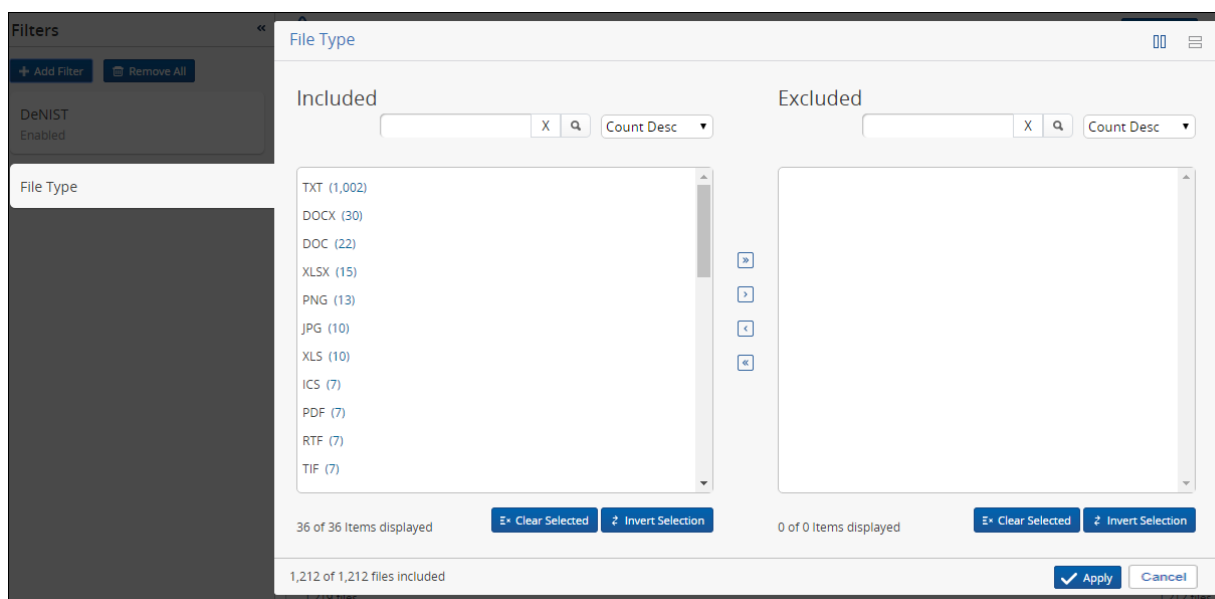 Filters «
+ Add Filter Remove All
DeNIST
Enabled
File Type
File Type
Included
X Count Desc
TXT (1,002)
DOCX (30)
DOC (22)
XLSX (15)
PNG (13)
JPG (10)
XLS (10)
ICS (7)
PDF (7)
RTF (7)
TIF (7)
36 of 36 Items displayed
Clear Selected Invert Selection
»
›
‹
«
Excluded
X Count Desc
0 of 0 Items displayed
Clear Selected Invert Selection
1,212 of 1,212 files included
Apply Cancel